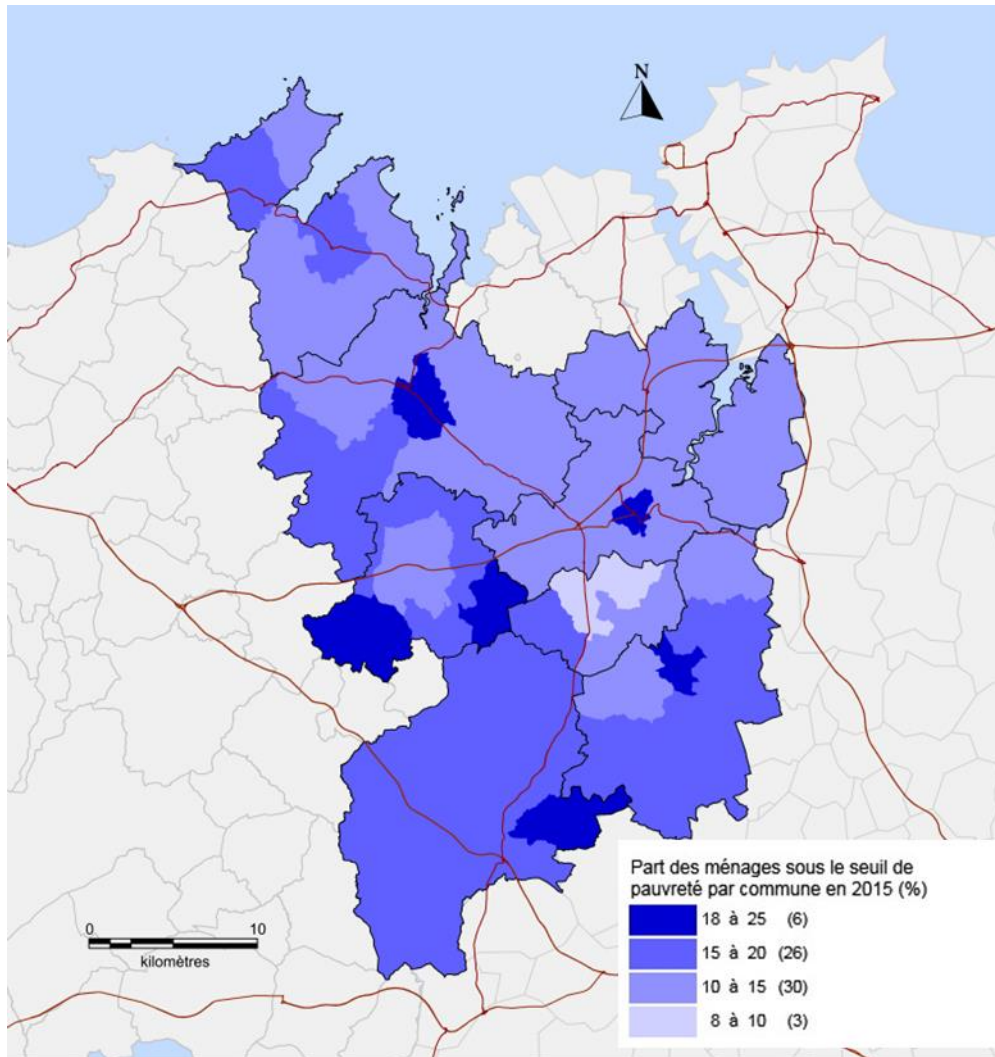 N
Part des ménages sous le seuil de
pauvreté par commune en 2015 (%)
18 à 25 (6)
15 à 20 (26)
10 à 15 (30)
8 à 10 (3)
0 10
kilomètres